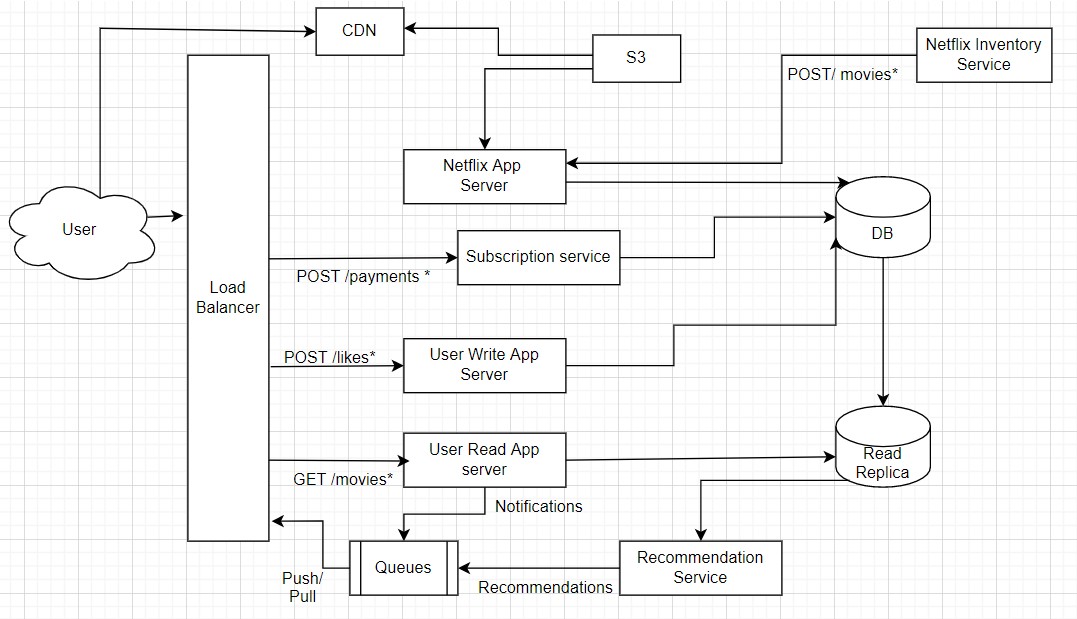 CDN
S3
Netflix Inventory
Service
POST/ movies*
Netflix App
Server
User
DB
Subscription service
POST /payments *
Load
Balancer
POST /likes*
User Write App
Server
User Read App
server
GET /movies*
Read
Replica
Notifications
Queues
Push/
Pull
Recommendations
Recommendation
Service